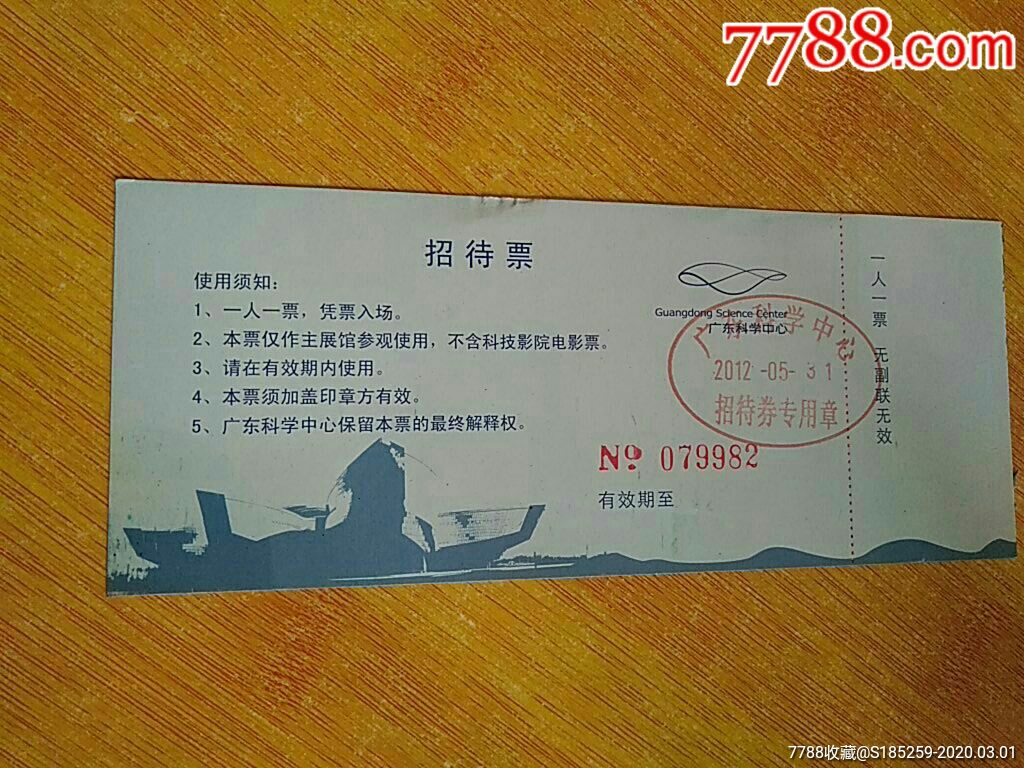 7788.com
招待票
使用须知：
1、一人一票，凭票入场。
2、本票仅作主展馆参观使用，不含科技影院电影票。
3、请在有效期内使用。
4、本票须加盖印章方有效。
5、广东科学中心保留本票的最终解释权。
Guangdong Science Center
广东科学中心
广东科学中心
2012-05-31
招待券专用章
№ 079982
有效期至
一人一票 无副联无效
7788收藏@S185259-2020.03.01